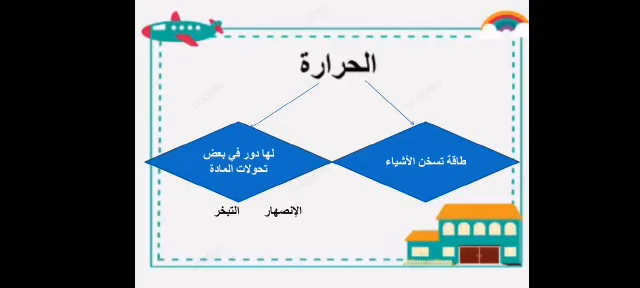 الحرارة
طاقة تسخن الأشياء
لها دور في بعض
تحولات المادة
الإنصهار التبخر